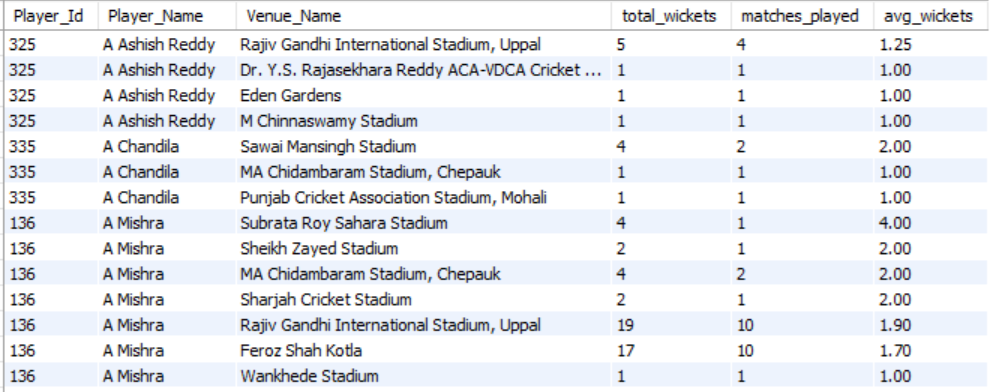 Player_Id Player_Name Venue_Name total_wickets matches_played avg_wickets
325 A Ashish Reddy Rajiv Gandhi International Stadium, Uppal 5 4 1.25
325 A Ashish Reddy Dr. Y.S. Rajasekhara Reddy ACA-VDCA Cricket ... 1 1 1.00
325 A Ashish Reddy Eden Gardens 1 1 1.00
325 A Ashish Reddy M Chinnaswamy Stadium 1 1 1.00
335 A Chandila Sawai Mansingh Stadium 4 2 2.00
335 A Chandila MA Chidambaram Stadium, Chepauk 1 1 1.00
335 A Chandila Punjab Cricket Association Stadium, Mohali 1 1 1.00
136 A Mishra Subrata Roy Sahara Stadium 4 1 4.00
136 A Mishra Sheikh Zayed Stadium 2 1 2.00
136 A Mishra MA Chidambaram Stadium, Chepauk 4 2 2.00
136 A Mishra Sharjah Cricket Stadium 2 1 2.00
136 A Mishra Rajiv Gandhi International Stadium, Uppal 19 10 1.90
136 A Mishra Feroz Shah Kotla 17 10 1.70
136 A Mishra Wankhede Stadium 1 1 1.00